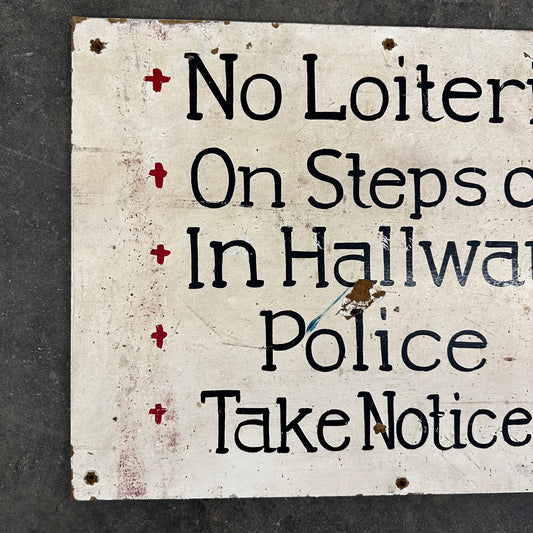 + No Loiteri
+ On Steps o
+ In Hallwa
Police
+ Take Notice